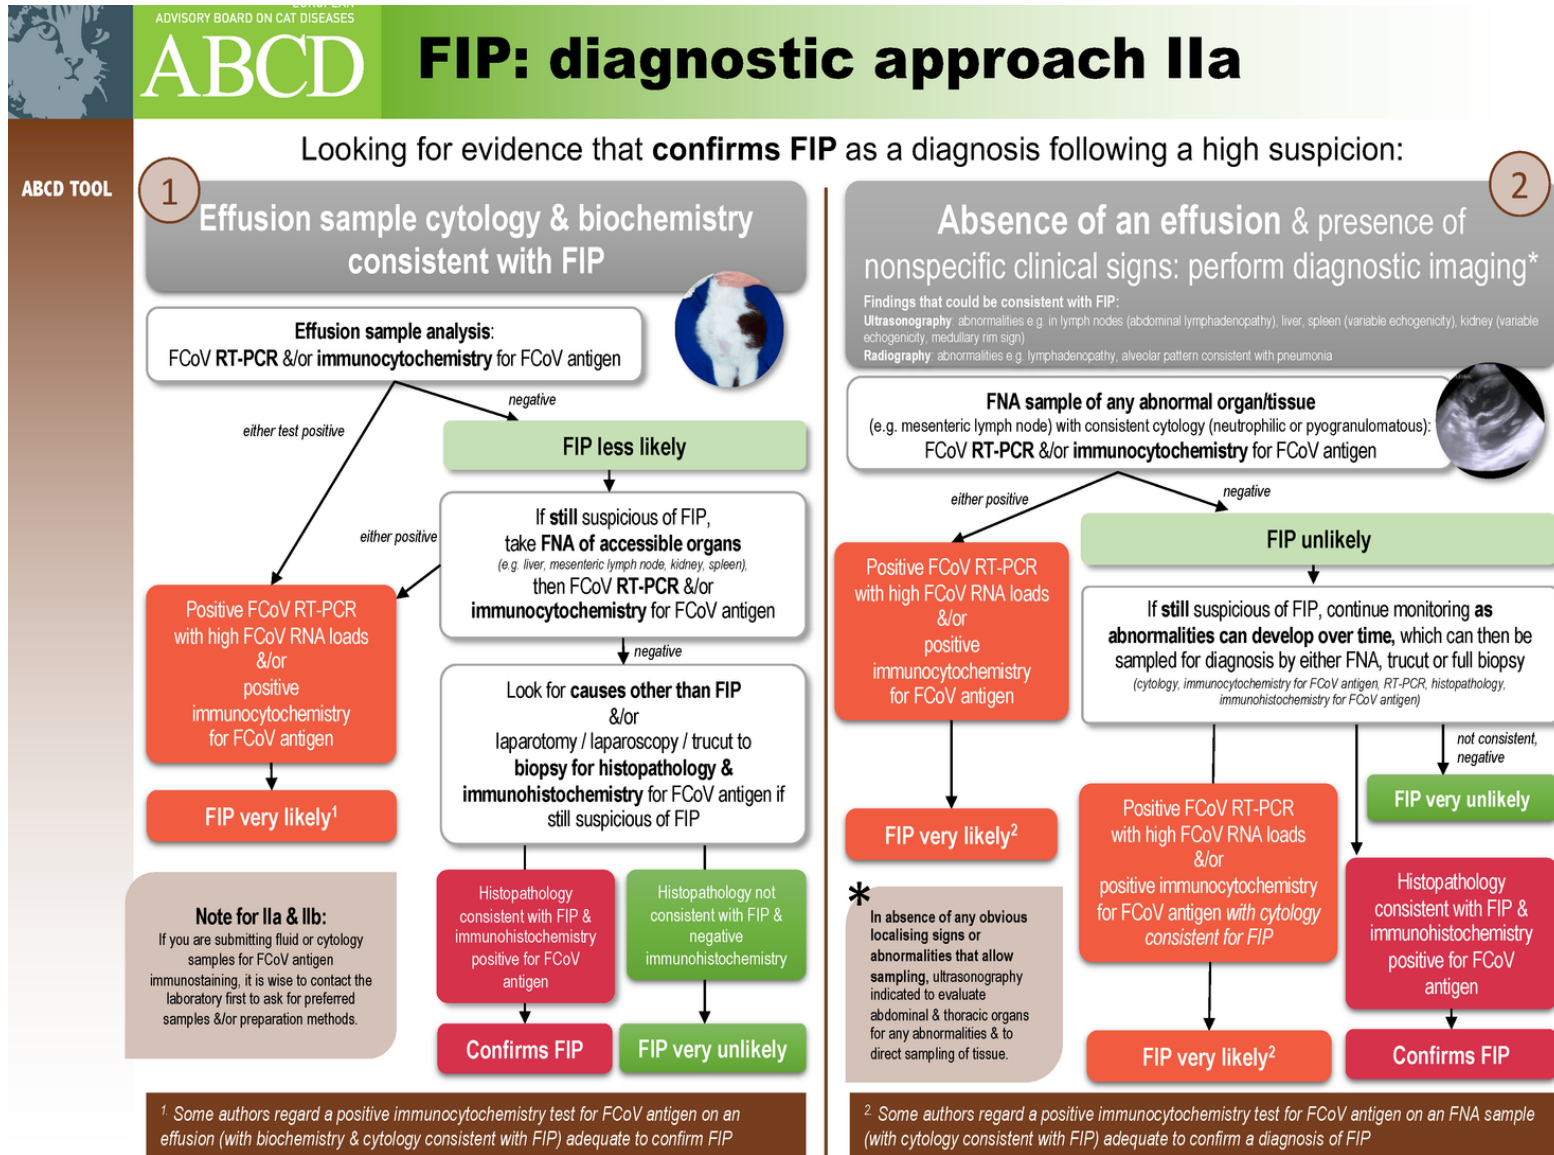 EUROPEAN
ADVISORY BOARD ON CAT DISEASES
ABCD
FIP: diagnostic approach IIa
ABCD TOOL
Looking for evidence that confirms FIP as a diagnosis following a high suspicion:
1
Effusion sample cytology & biochemistry
consistent with FIP
Effusion sample analysis:
FCoV RT-PCR &/or immunocytochemistry for FCoV antigen
either test positive
negative
FIP less likely
If still suspicious of FIP,
take FNA of accessible organs
(e.g. liver, mesenteric lymph node, kidney, spleen),
then FCoV RT-PCR &/or
immunocytochemistry for FCoV antigen
either positive
negative
Positive FCoV RT-PCR
with high FCoV RNA loads
&/or
positive
immunocytochemistry
for FCoV antigen
FIP very likely1
Look for causes other than FIP
&/or
laparotomy / laparoscopy / trucut to
biopsy for histopathology &
immunohistochemistry for FCoV antigen if
still suspicious of FIP
Histopathology
consistent with FIP &
immunohistochemistry
positive for FCoV
antigen
Confirms FIP
Histopathology not
consistent with FIP &
negative
immunohistochemistry
FIP very unlikely
Note for IIa & IIb:
If you are submitting fluid or cytology
samples for FCoV antigen
immunostaining, it is wise to contact the
laboratory first to ask for preferred
samples &/or preparation methods.
1. Some authors regard a positive immunocytochemistry test for FCoV antigen on an
effusion (with biochemistry & cytology consistent with FIP) adequate to confirm FIP
2
Absence of an effusion & presence of
nonspecific clinical signs: perform diagnostic imaging*
Findings that could be consistent with FIP:
Ultrasonography: abnormalities e.g. in lymph nodes (abdominal lymphadenopathy), liver, spleen (variable echogenicity), kidney (variable
echogenicity, medullary rim sign)
Radiography: abnormalities e.g. lymphadenopathy, alveolar pattern consistent with pneumonia
FNA sample of any abnormal organ/tissue
(e.g. mesenteric lymph node) with consistent cytology (neutrophilic or pyogranulomatous):
FCoV RT-PCR &/or immunocytochemistry for FCoV antigen
either positive
negative
Positive FCoV RT-PCR
with high FCoV RNA loads
&/or
positive
immunocytochemistry
for FCoV antigen
FIP very likely2
FIP unlikely
If still suspicious of FIP, continue monitoring as
abnormalities can develop over time, which can then be
sampled for diagnosis by either FNA, trucut or full biopsy
(cytology, immunocytochemistry for FCoV antigen, RT-PCR, histopathology,
immunohistochemistry for FCoV antigen)
not consistent,
negative
FIP very unlikely
Positive FCoV RT-PCR
with high FCoV RNA loads
&/or
positive immunocytochemistry
for FCoV antigen with cytology
consistent for FIP
FIP very likely2
Histopathology
consistent with FIP &
immunohistochemistry
positive for FCoV
antigen
Confirms FIP
*
In absence of any obvious
localising signs or
abnormalities that allow
sampling, ultrasonography
indicated to evaluate
abdominal & thoracic organs
for any abnormalities & to
direct sampling of tissue.
2. Some authors regard a positive immunocytochemistry test for FCoV antigen on an FNA sample
(with cytology consistent with FIP) adequate to confirm a diagnosis of FIP